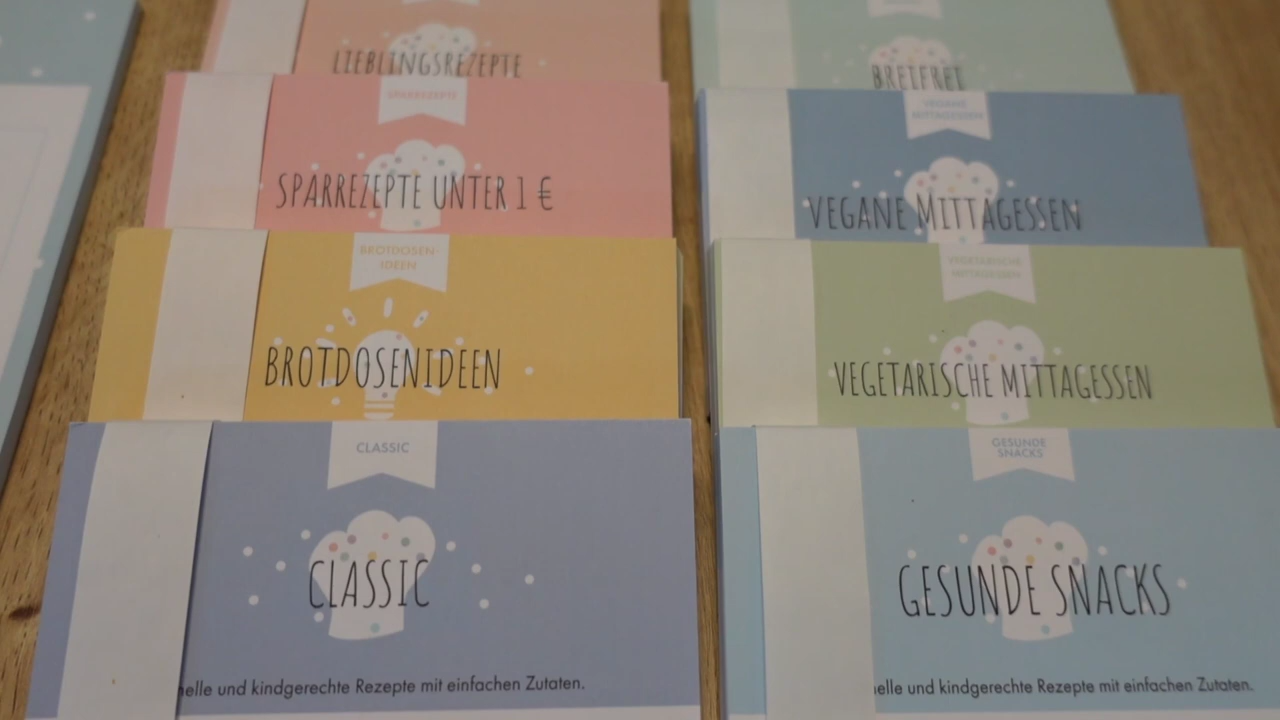 LIEBLINGSREZEPTE
SPARREZEPTE
SPARREZEPTE UNTER 1 €
BROTDOSEN-
IDEEN
BROTDOSENIDEEN
CLASSIC
CLASSIC
elle und kindgerechte Rezepte mit einfachen Zutaten.
BREIFREI
VEGANE
MITTAGESSEN
VEGANE MITTAGESSEN
VEGETARISCHE
MITTAGESSEN
VEGETARISCHE MITTAGESSEN
GESUNDE
SNACKS
GESUNDE SNACKS
elle und kindgerechte Rezepte mit einfachen Zutaten.